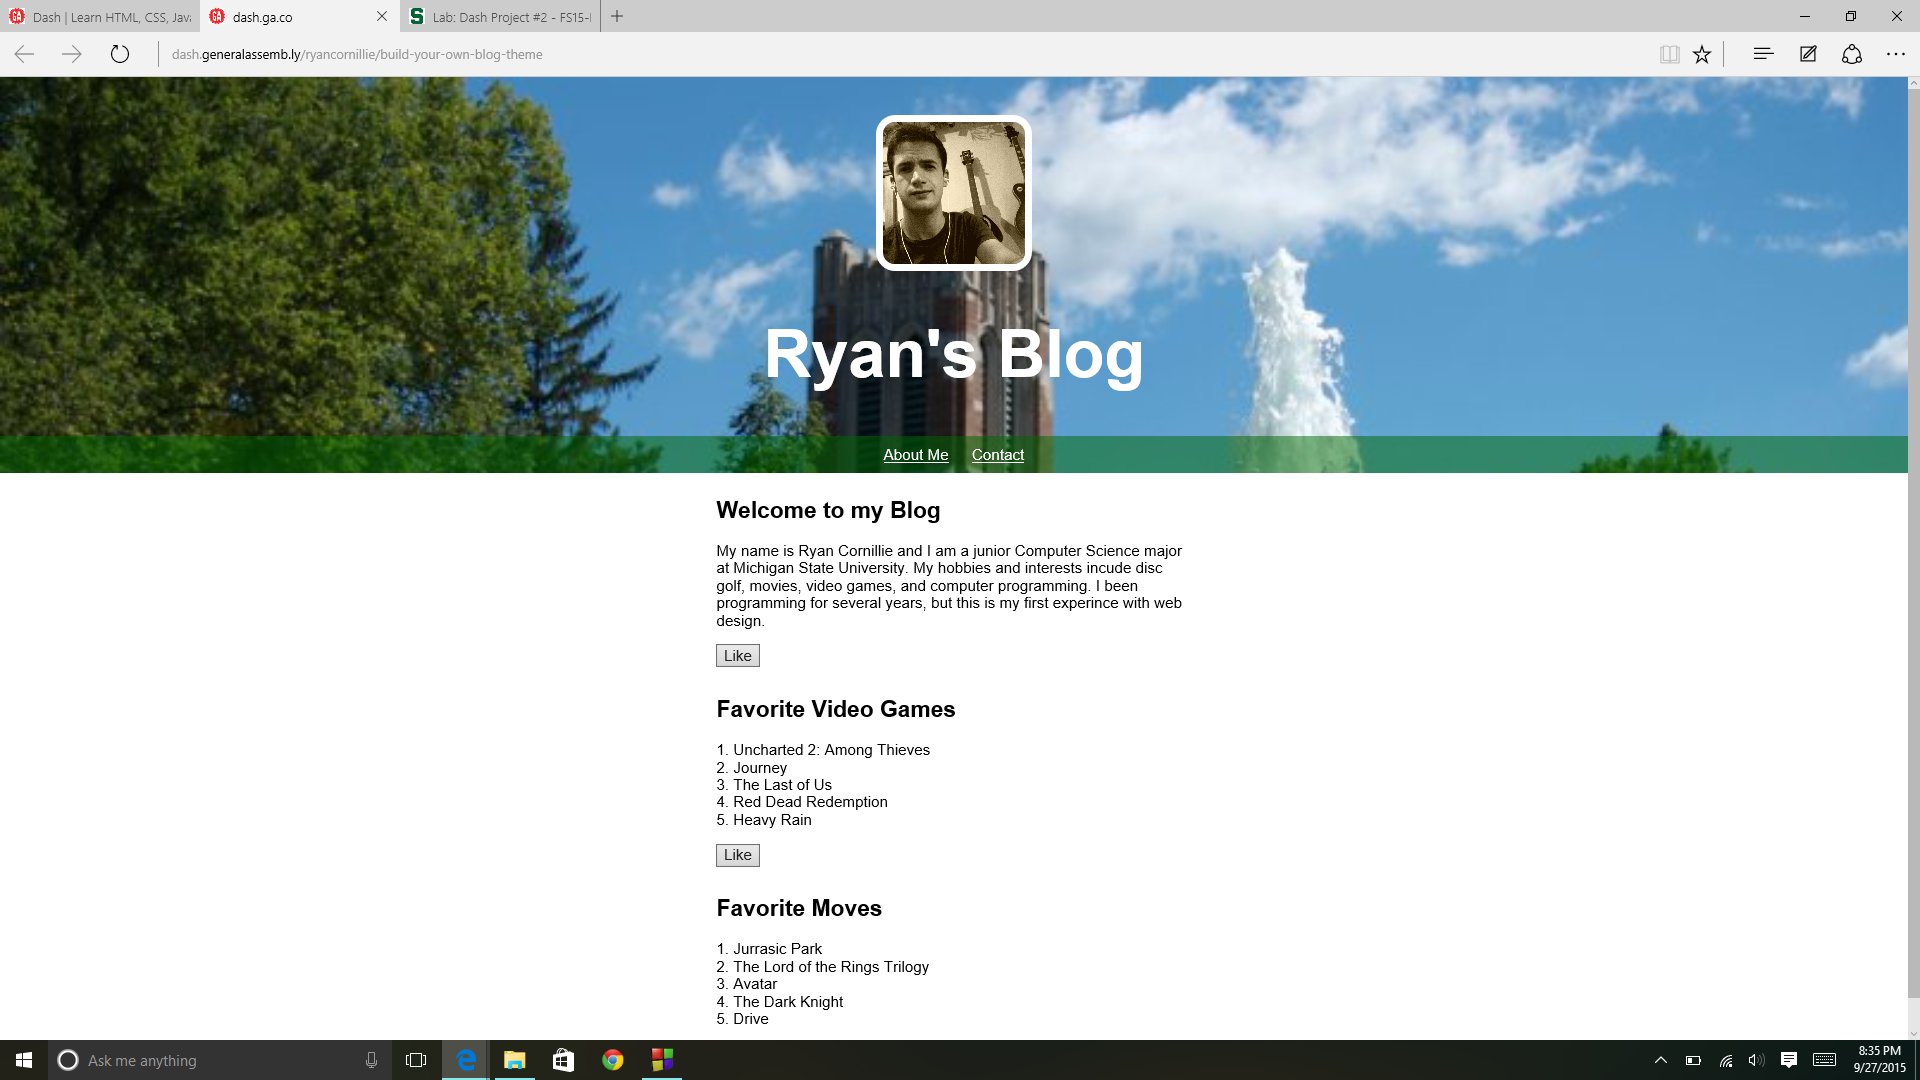 Dash | Learn HTML, CSS, Jav
dash.ga.co
Lab: Dash Project #2 - FS15-
dash.generalassemb.ly/ryancornillie/build-your-own-blog-theme
Ryan's Blog
About Me Contact
Welcome to my Blog
My name is Ryan Cornillie and I am a junior Computer Science major
at Michigan State University. My hobbies and interests incude disc
golf, movies, video games, and computer programming. I been
programming for several years, but this is my first experince with web
design.
Like
Favorite Video Games
1. Uncharted 2: Among Thieves
2. Journey
3. The Last of Us
4. Red Dead Redemption
5. Heavy Rain
Like
Favorite Moves
1. Jurrasic Park
2. The Lord of the Rings Trilogy
3. Avatar
4. The Dark Knight
5. Drive
Ask me anything
8:35 PM
9/27/2015